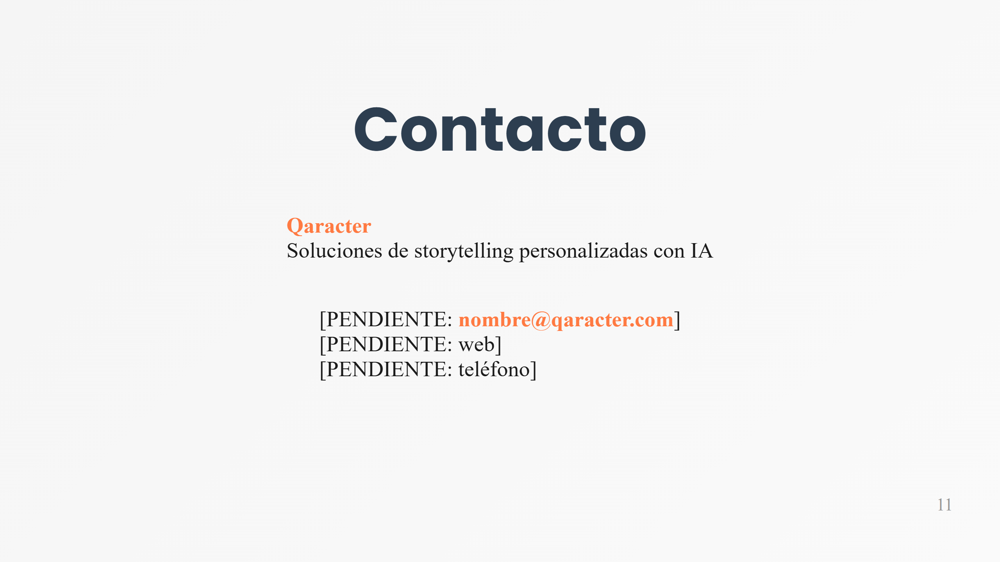 Contacto
Qaracter
Soluciones de storytelling personalizadas con IA
[PENDIENTE: nombre@qaracter.com]
[PENDIENTE: web]
[PENDIENTE: teléfono]
11